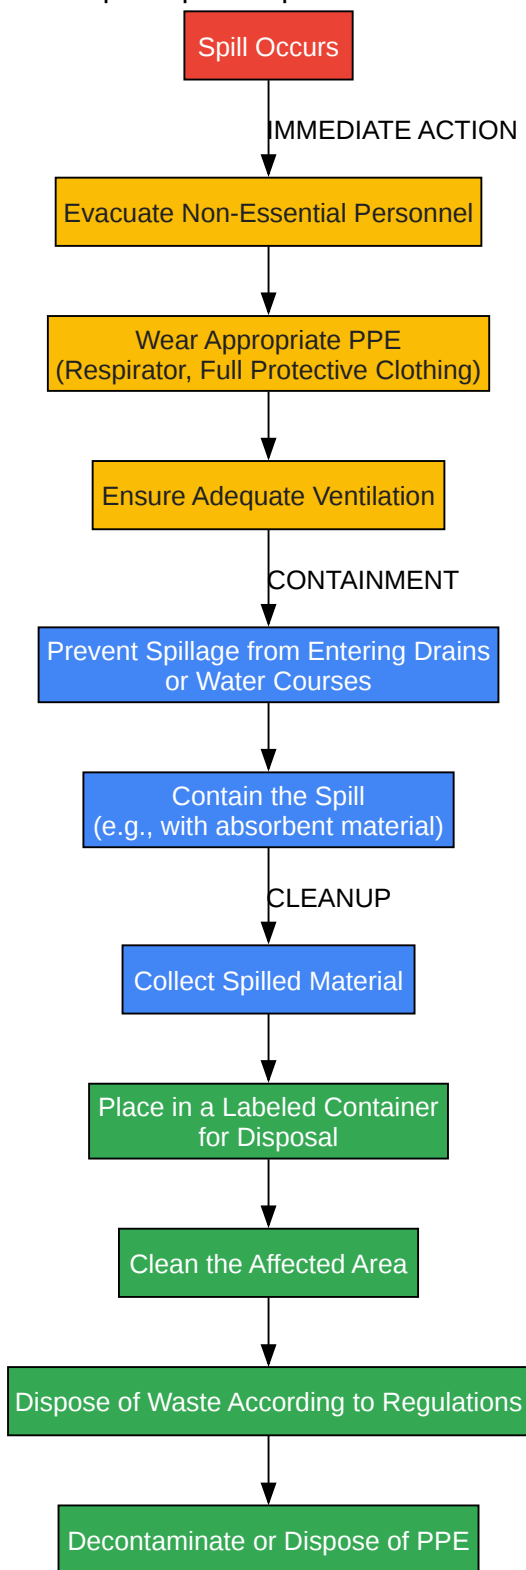 Spill Occurs
IMMEDIATE ACTION
Evacuate Non-Essential Personnel
Wear Appropriate PPE
(Respirator, Full Protective Clothing)
Ensure Adequate Ventilation
CONTAINMENT
Prevent Spillage from Entering Drains
or Water Courses
Contain the Spill
(e.g., with absorbent material)
CLEANUP
Collect Spilled Material
Place in a Labeled Container
for Disposal
Clean the Affected Area
Dispose of Waste According to Regulations
Decontaminate or Dispose of PPE